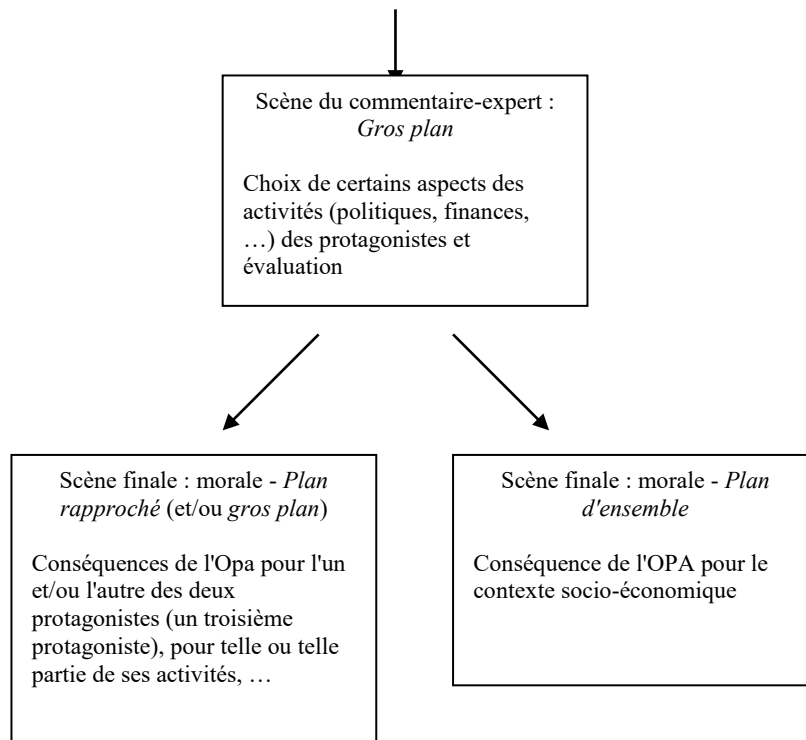 Scène du commentaire-expert :
Gros plan
Choix de certains aspects des
activités (politiques, finances,
…) des protagonistes et
évaluation
Scène finale : morale - Plan
rapproché (et/ou gros plan)
Conséquences de l'Opa pour l'un
et/ou l'autre des deux
protagonistes (un troisième
protagoniste), pour telle ou telle
partie de ses activités, …
Scène finale : morale - Plan
d'ensemble
Conséquence de l'OPA pour le
contexte socio-économique